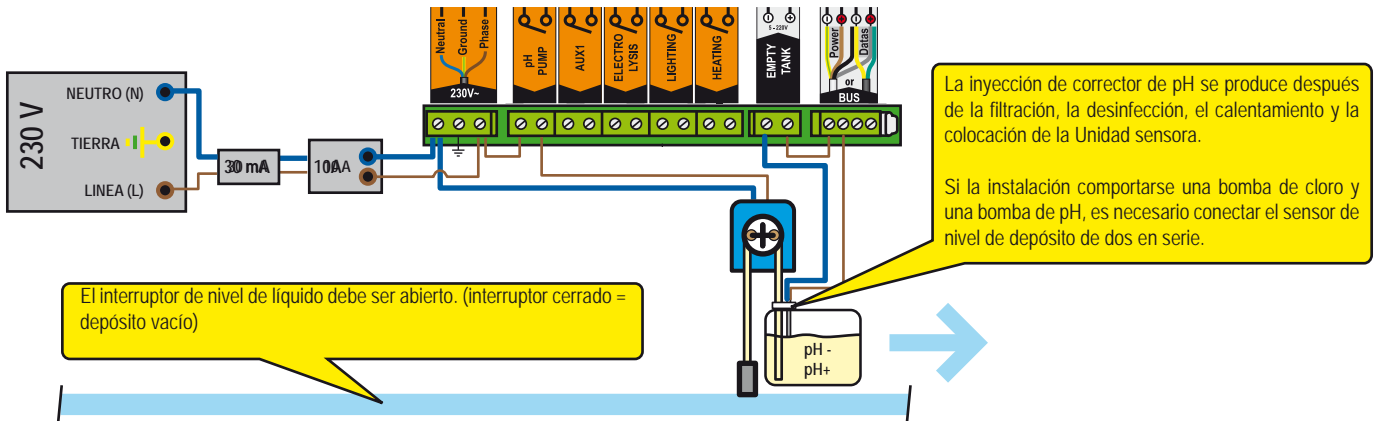 Neutral
Ground
Phase
230V~
pH
PUMP
AUX1
ELECTRO
LYSIS
LIGHTING
HEATING
5 - 220V
EMPTY
TANK
Power
Datas
or
BUS
230 V
NEUTRO (N)
TIERRA
LINEA (L)
30 mA
10A
La inyección de corrector de pH se produce después
de la filtración, la desinfección, el calentamiento y la
colocación de la Unidad sensora.
Si la instalación comportarse una bomba de cloro y
una bomba de pH, es necesario conectar el sensor de
nivel de depósito de dos en serie.
El interruptor de nivel de líquido debe ser abierto. (interruptor cerrado =
depósito vacío)
pH -
pH+